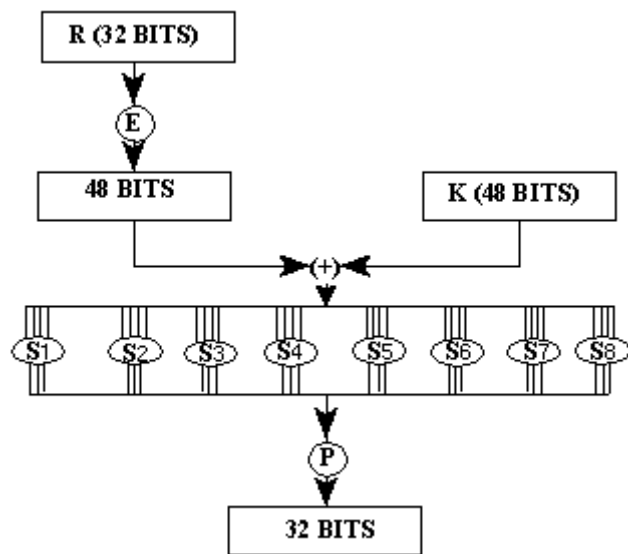 R (32 BITS)
E
48 BITS
K (48 BITS)
(+)
S1 S2 S3 S4 S5 S6 S7 S8
P
32 BITS